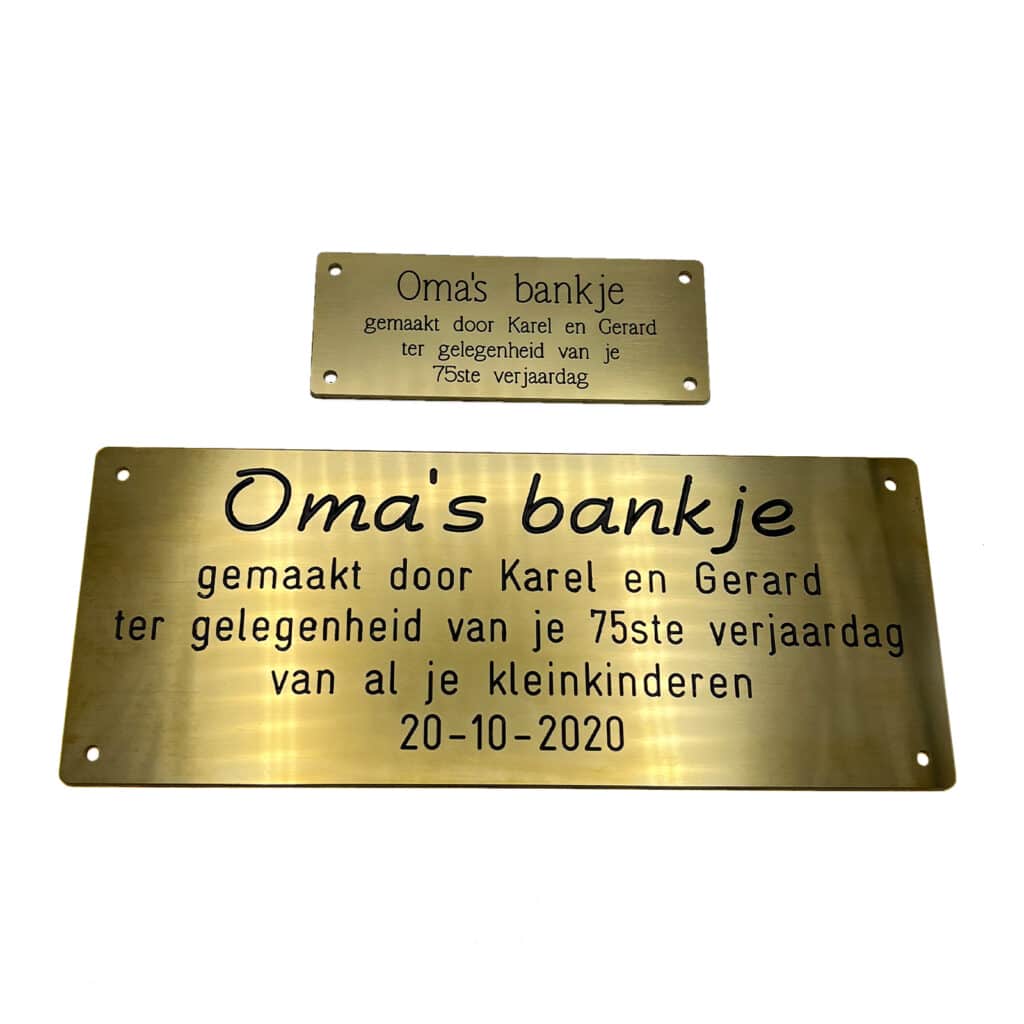 Oma's bankje
gemaakt door Karel en Gerard
ter gelegenheid van je
75ste verjaardag
Oma's bankje
gemaakt door Karel en Gerard
ter gelegenheid van je 75ste verjaardag
van al je kleinkinderen
20-10-2020